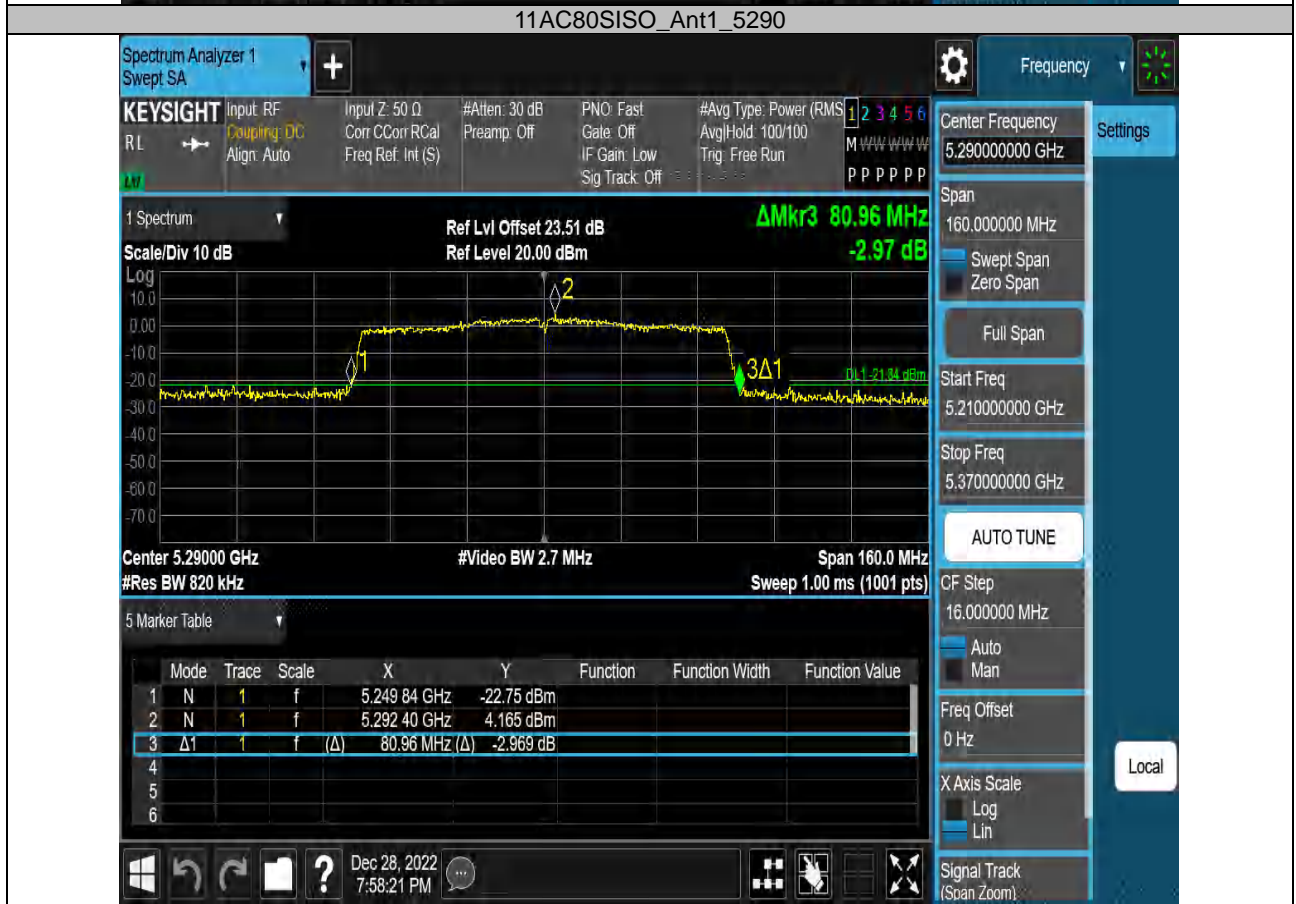 11AC80SISO_Ant1_5290
Spectrum Analyzer 1
Swept SA
+
Frequency
KEYSIGHT
RL
Input: RF
Coupling: DC
Align: Auto
Input Z: 50 Ω
Corr CCorr RCal
Freq Ref: Int (S)
#Atten: 30 dB
Preamp: Off
PNO: Fast
Gate: Off
IF Gain: Low
Sig Track: Off
#Avg Type: Power (RMS
Avg|Hold: 100/100
Trig: Free Run
1 2 3 4 5 6
M W W W W W
P P P P P P
1 Spectrum
Scale/Div 10 dB
Ref Lvl Offset 23.51 dB
Ref Level 20.00 dBm
ΔMkr3 80.96 MHz
-2.97 dB
Log
10.0
0.00
-10.0
-20.0
-30.0
-40.0
-50.0
-60.0
-70.0
2
1
3Δ1
DL1 -21.84 dBm
Center 5.29000 GHz
#Video BW 2.7 MHz
Span 160.0 MHz
#Res BW 820 kHz
Sweep 1.00 ms (1001 pts)
5 Marker Table
Mode Trace Scale X Y Function Function Width Function Value
1 N 1 f 5.249 84 GHz -22.75 dBm
2 N 1 f 5.292 40 GHz 4.165 dBm
3 Δ1 1 f (Δ) 80.96 MHz (Δ) -2.969 dB
4
5
6
?
Dec 28, 2022
7:58:21 PM
Center Frequency
5.290000000 GHz
Settings
Span
160.000000 MHz
Swept Span
Zero Span
Full Span
Start Freq
5.210000000 GHz
Stop Freq
5.370000000 GHz
AUTO TUNE
CF Step
16.000000 MHz
Auto
Man
Freq Offset
0 Hz
X Axis Scale
Log
Lin
Local
Signal Track
(Span Zoom)